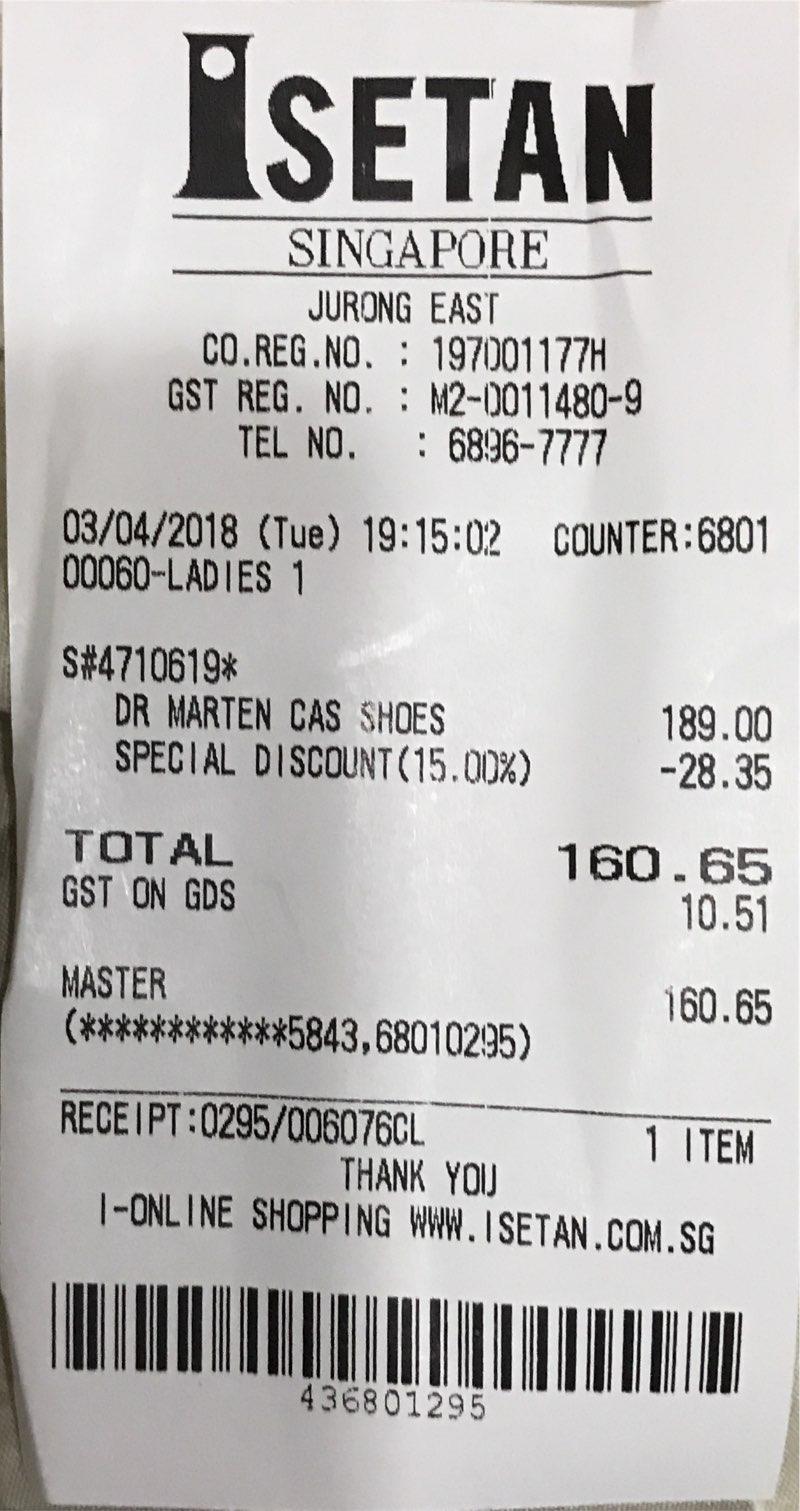 ISETAN
SINGAPORE
JURONG EAST
CO.REG.NO. : 197001177H
GST REG. NO. : M2-0011480-9
TEL NO. : 6896-7777
03/04/2018 (Tue) 19:15:02 COUNTER:6801
00060-LADIES 1
S#4710619*
DR MARTEN CAS SHOES 189.00
SPECIAL DISCOUNT(15.00%) -28.35
TOTAL 160.65
GST ON GDS 10.51
MASTER 160.65
(************5843,68010295)
RECEIPT:0295/006076CL 1 ITEM
THANK YOU
I-ONLINE SHOPPING WWW.ISETAN.COM.SG
436801295